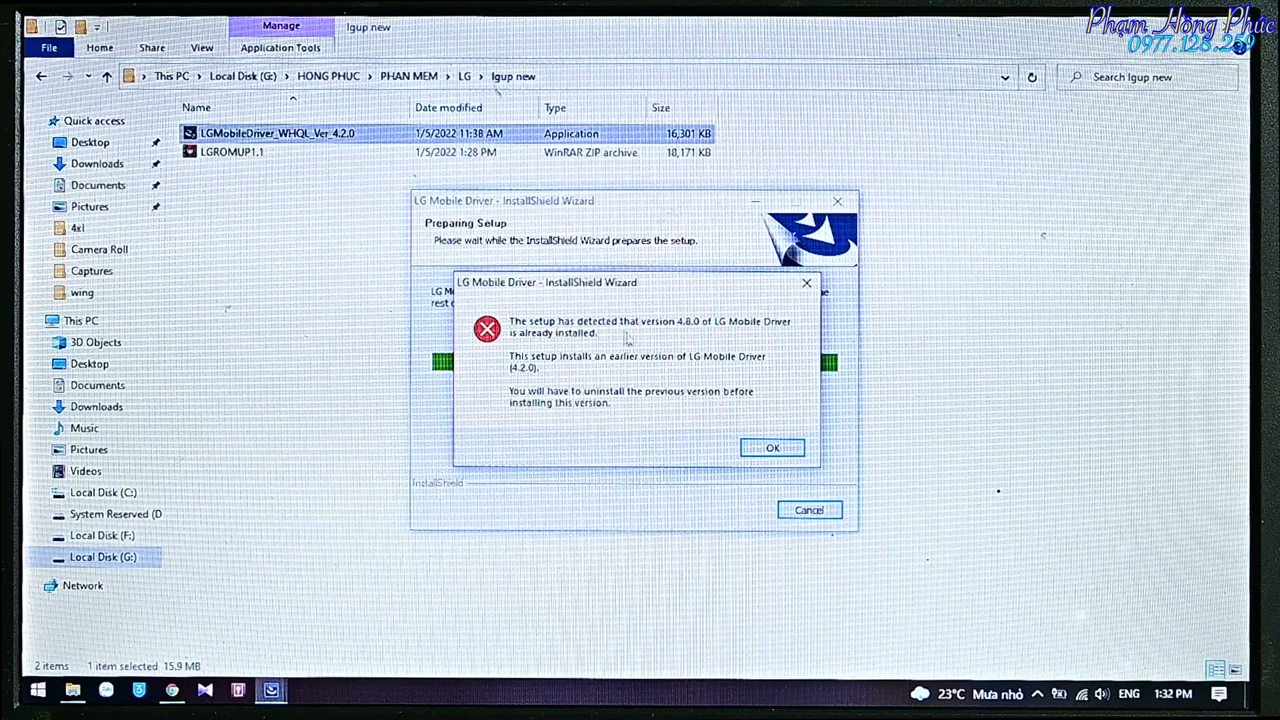 Phạm Hồng Phúc
0977.128.259
Manage
lgup new
File
Home
Share
View
Application Tools
This PC
Local Disk (G:)
HONG PHUC
PHAN MEM
LG
lgup new
Search lgup new
Name
Date modified
Type
Size
LGMobileDriver_WHQL_Ver_4.2.0
1/5/2022 11:38 AM
Application
16,301 KB
LGROMUP1.1
1/5/2022 1:28 PM
WinRAR ZIP archive
18,171 KB
Quick access
Desktop
Downloads
Documents
Pictures
4xl
Camera Roll
Captures
wing
This PC
3D Objects
Desktop
Documents
Downloads
Music
Pictures
Videos
Local Disk (C:)
System Reserved (D
Local Disk (F:)
Local Disk (G:)
Network
LG Mobile Driver - InstallShield Wizard
Preparing Setup
Please wait while the InstallShield Wizard prepares the setup.
LG Mobile Driver - InstallShield Wizard
The setup has detected that version 4.8.0 of LG Mobile Driver
is already installed.
This setup installs an earlier version of LG Mobile Driver
(4.2.0).
You will have to uninstall the previous version before
installing this version.
OK
InstallShield
Cancel
2 items
1 item selected 15.9 MB
23°C Mưa nhỏ
ENG
1:32 PM